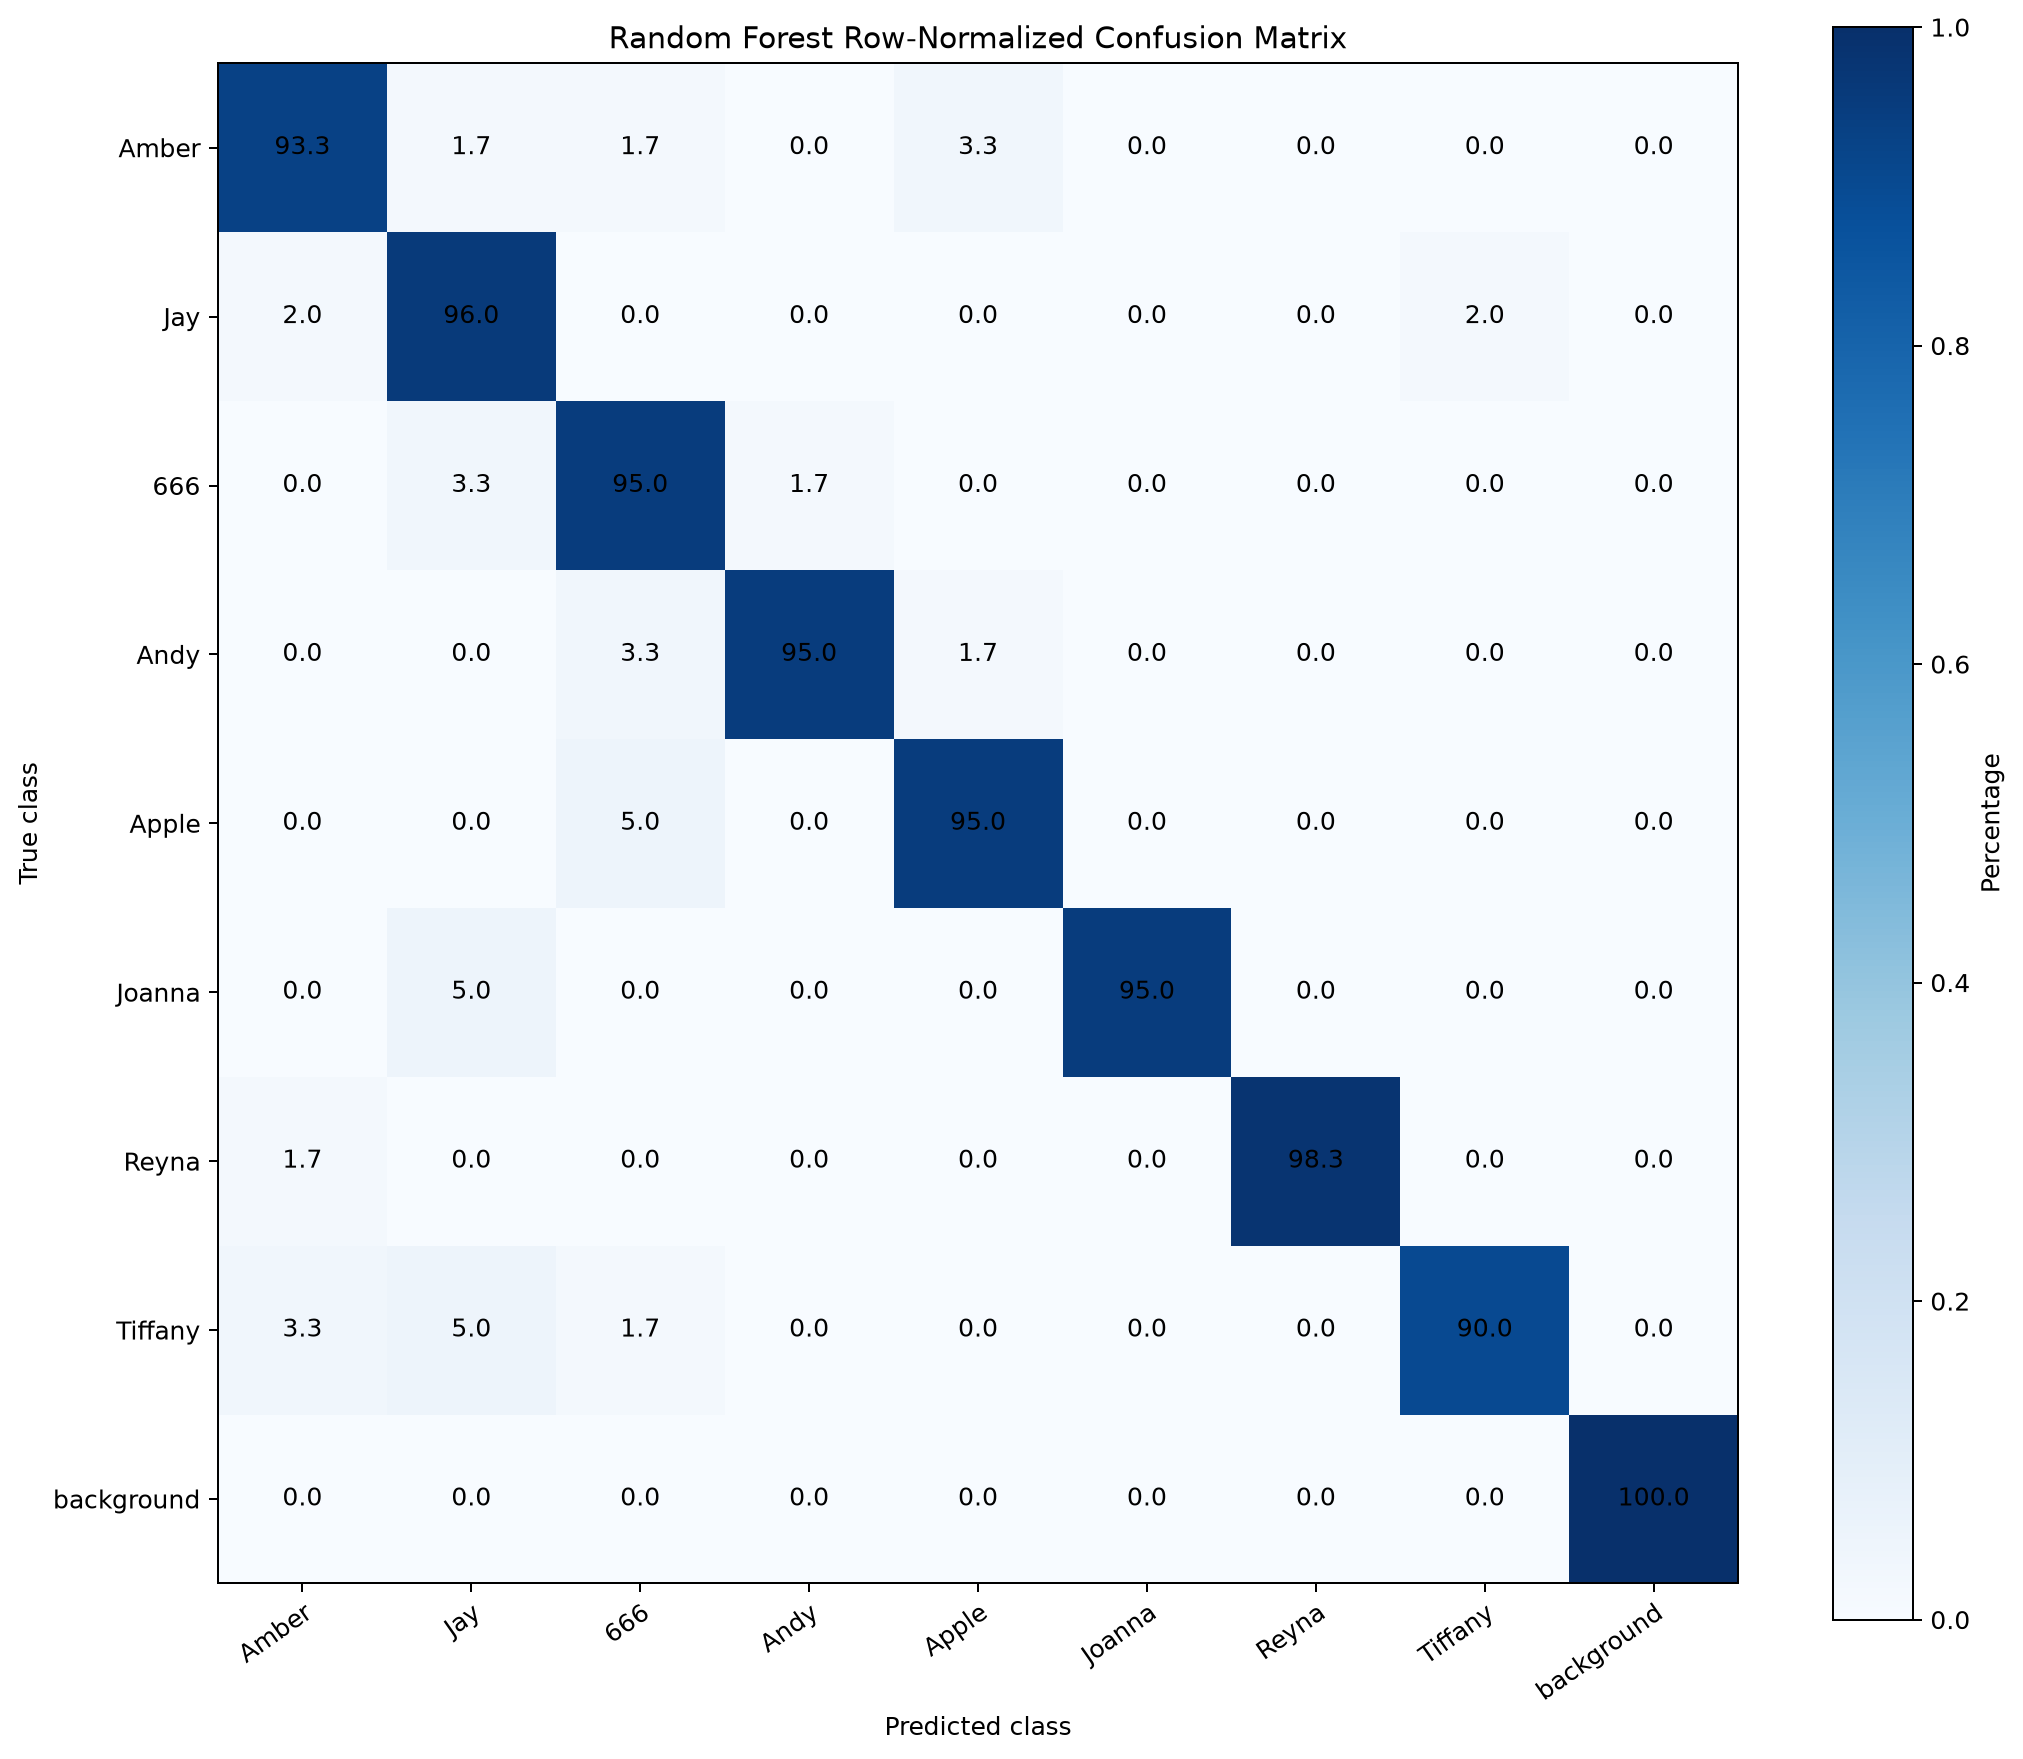 Random Forest Row-Normalized Confusion Matrix
Amber 93.3 1.7 1.7 0.0 3.3 0.0 0.0 0.0 0.0
Jay 2.0 96.0 0.0 0.0 0.0 0.0 0.0 2.0 0.0
666 0.0 3.3 95.0 1.7 0.0 0.0 0.0 0.0 0.0
Andy 0.0 0.0 3.3 95.0 1.7 0.0 0.0 0.0 0.0
Apple 0.0 0.0 5.0 0.0 95.0 0.0 0.0 0.0 0.0
Joanna 0.0 5.0 0.0 0.0 0.0 95.0 0.0 0.0 0.0
Reyna 1.7 0.0 0.0 0.0 0.0 0.0 98.3 0.0 0.0
Tiffany 3.3 5.0 1.7 0.0 0.0 0.0 0.0 90.0 0.0
background 0.0 0.0 0.0 0.0 0.0 0.0 0.0 0.0 100.0
Amber Jay 666 Andy Apple Joanna Reyna Tiffany background
Predicted class
True class
1.0
0.8
0.6
0.4
0.2
0.0
Percentage